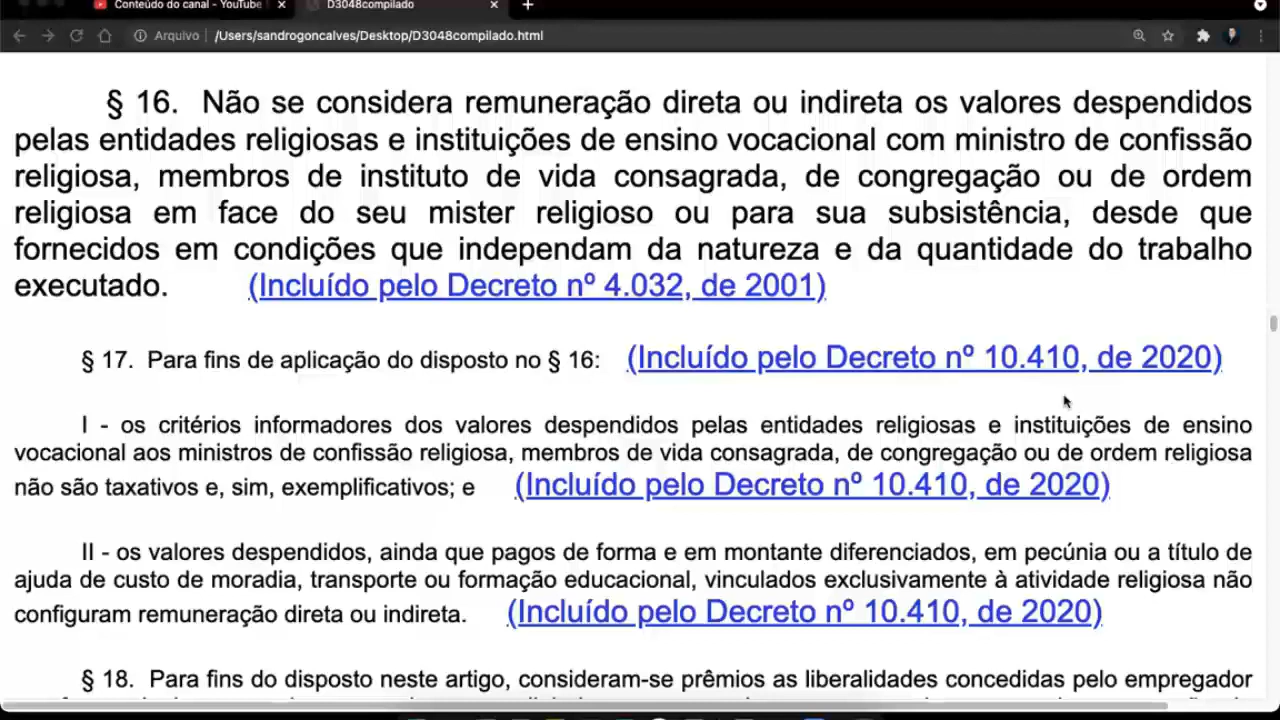 Conteúdo do canal - YouTube
D3048compilado
Arquivo | /Users/sandrogoncalves/Desktop/D3048compilado.html
§ 16. Não se considera remuneração direta ou indireta os valores despendidos
pelas entidades religiosas e instituições de ensino vocacional com ministro de confissão
religiosa, membros de instituto de vida consagrada, de congregação ou de ordem
religiosa em face do seu mister religioso ou para sua subsistência, desde que
fornecidos em condições que independam da natureza e da quantidade do trabalho
executado. (Incluído pelo Decreto nº 4.032, de 2001)
§ 17. Para fins de aplicação do disposto no § 16: (Incluído pelo Decreto nº 10.410, de 2020)
I - os critérios informadores dos valores despendidos pelas entidades religiosas e instituições de ensino
vocacional aos ministros de confissão religiosa, membros de vida consagrada, de congregação ou de ordem religiosa
não são taxativos e, sim, exemplificativos; e (Incluído pelo Decreto nº 10.410, de 2020)
II - os valores despendidos, ainda que pagos de forma e em montante diferenciados, em pecúnia ou a título de
ajuda de custo de moradia, transporte ou formação educacional, vinculados exclusivamente à atividade religiosa não
configuram remuneração direta ou indireta. (Incluído pelo Decreto nº 10.410, de 2020)
§ 18. Para fins do disposto neste artigo, consideram-se prêmios as liberalidades concedidas pelo empregador